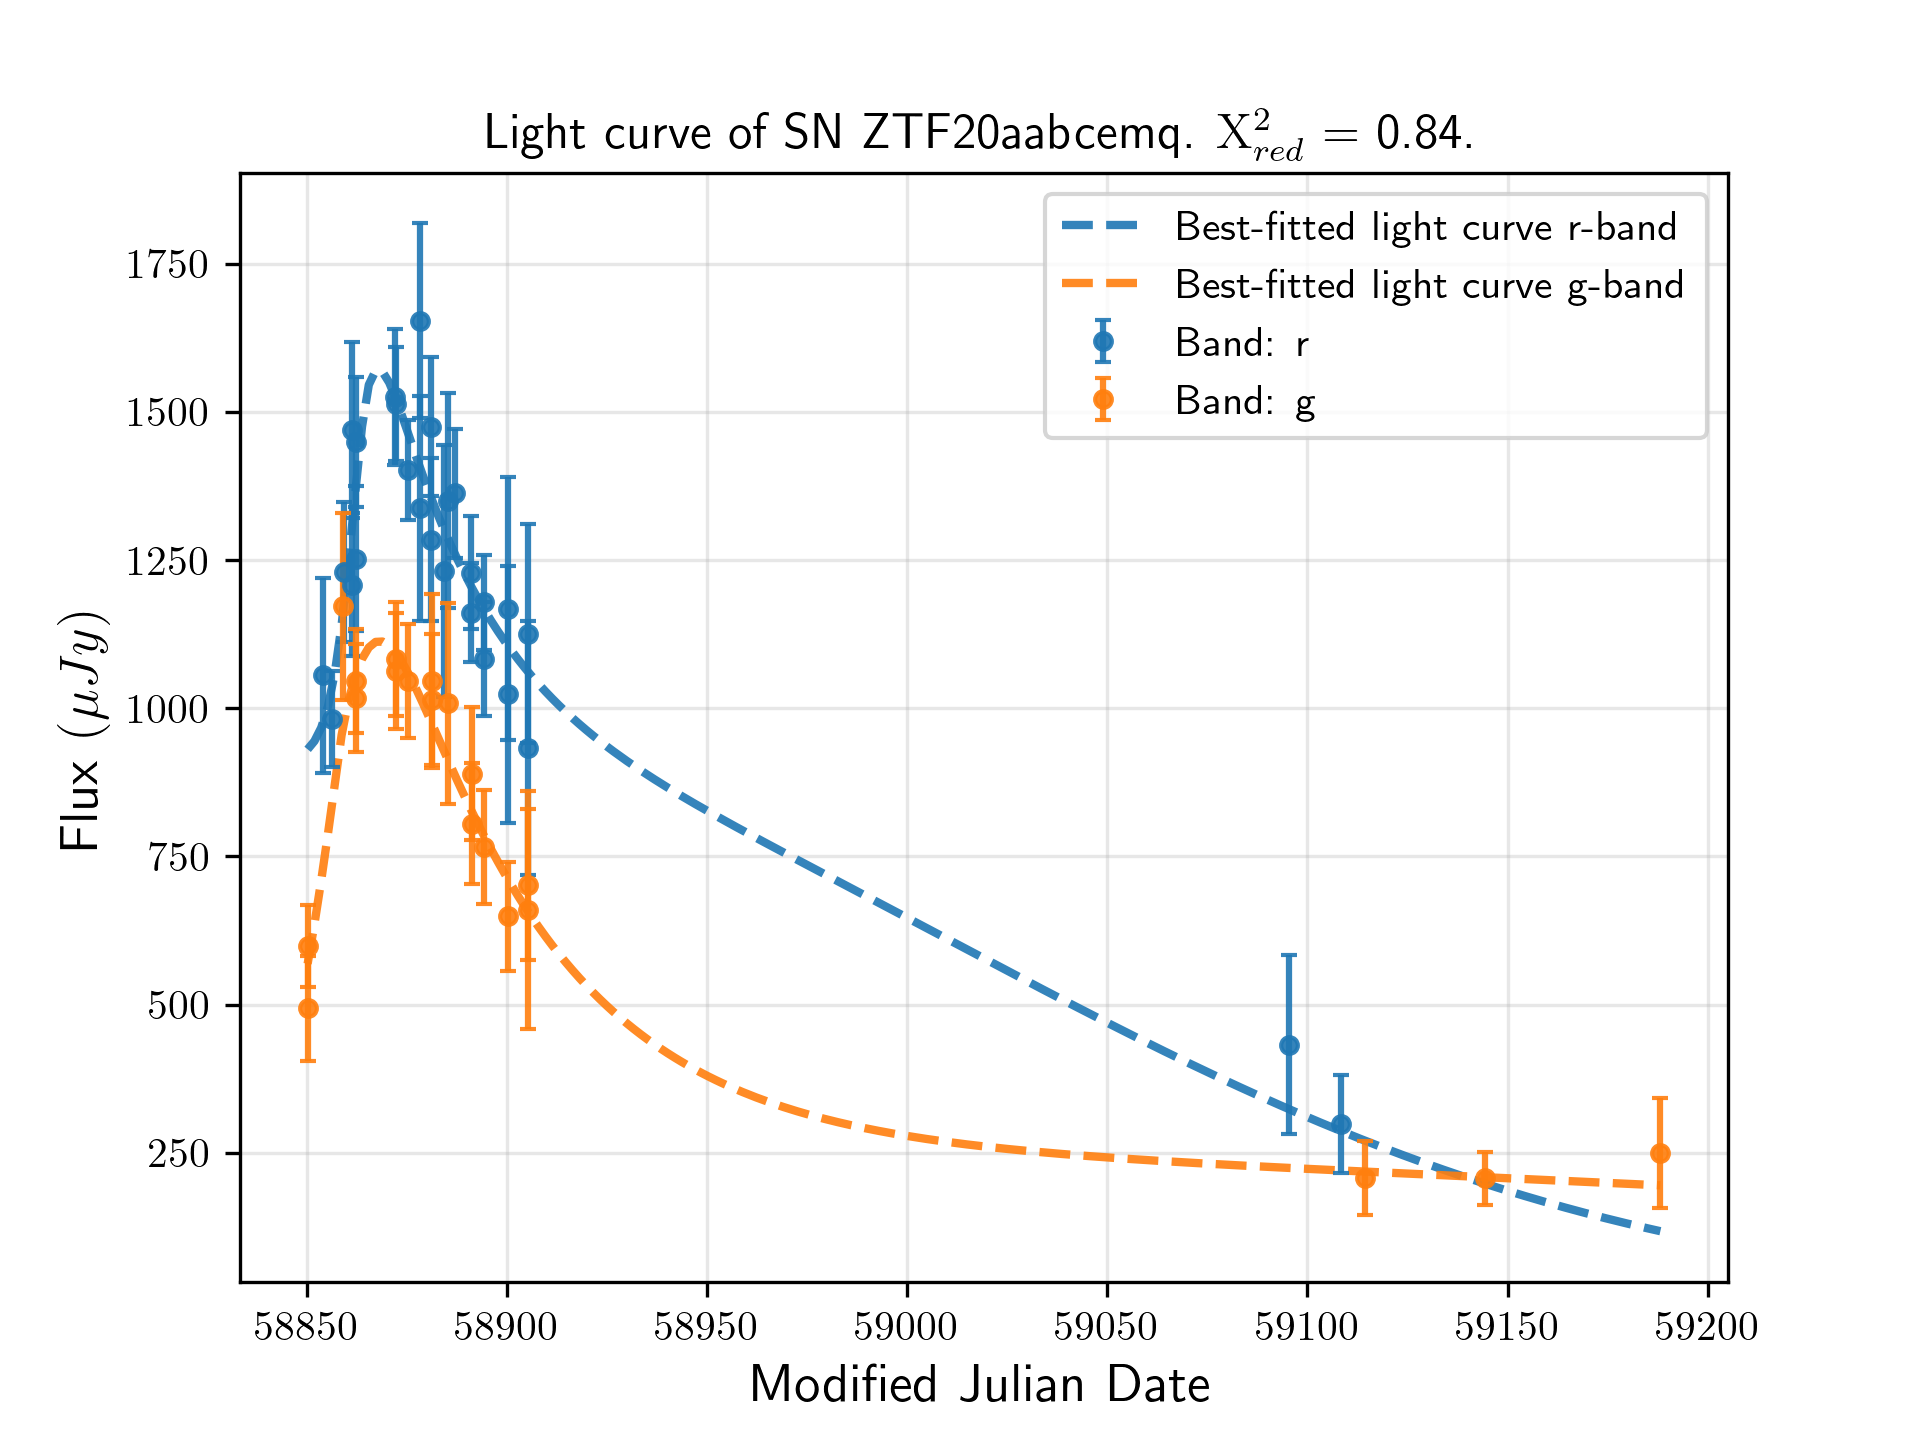 Light curve of SN ZTF20aabcemq. X²_red = 0.84.
Best-fitted light curve r-band
Best-fitted light curve g-band
Band: r
Band: g
Flux (μJy)
1750
1500
1250
1000
750
500
250
58850 58900 58950 59000 59050 59100 59150 59200
Modified Julian Date